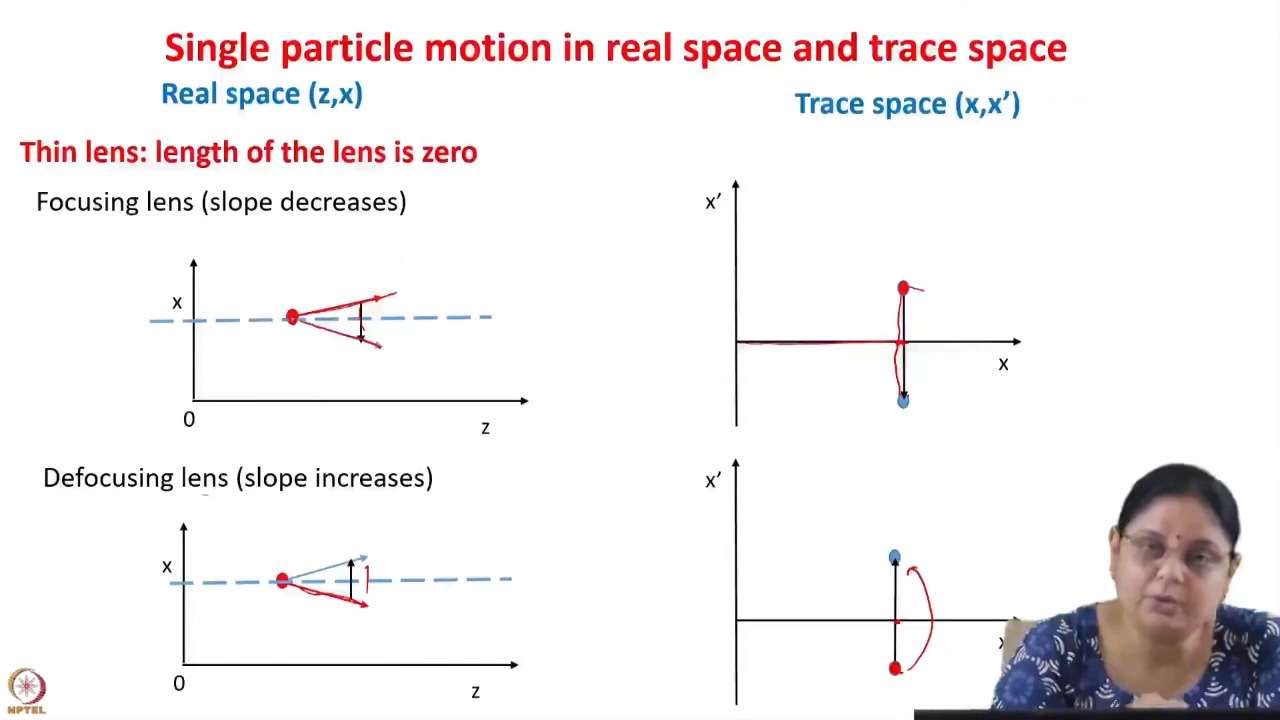 Single particle motion in real space and trace space
Real space (z,x)
Trace space (x,x’)
Thin lens: length of the lens is zero
Focusing lens (slope decreases)
x’
x
x
0
z
Defocusing lens (slope increases)
x’
x
x
0
z
NPTEL